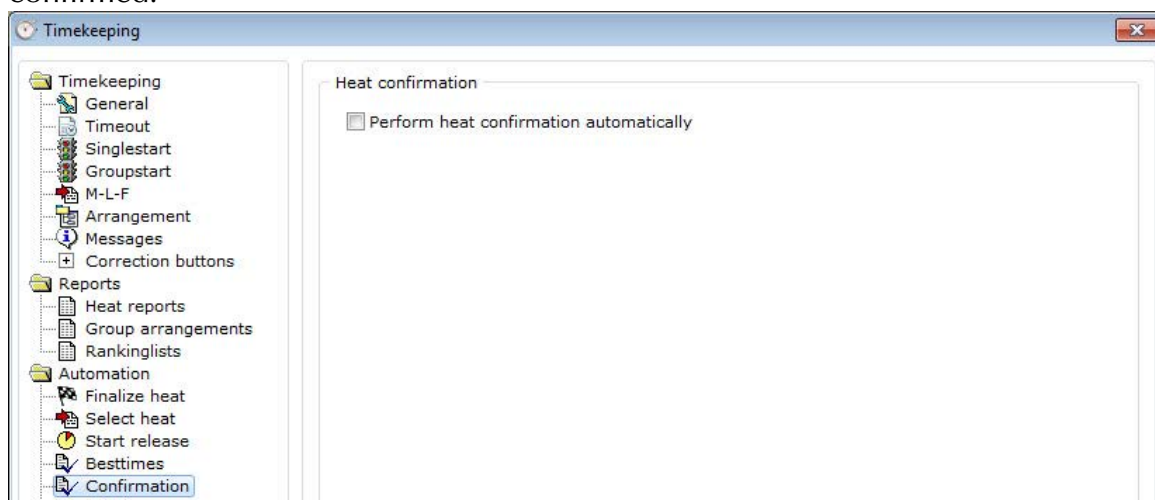 confirmed.
Timekeeping
Timekeeping
General
Timeout
Singlestart
Groupstart
M-L-F
Arrangement
Messages
Correction buttons
Reports
Heat reports
Group arrangements
Rankinglists
Automation
Finalize heat
Select heat
Start release
Besttimes
Confirmation
Heat confirmation
Perform heat confirmation automatically